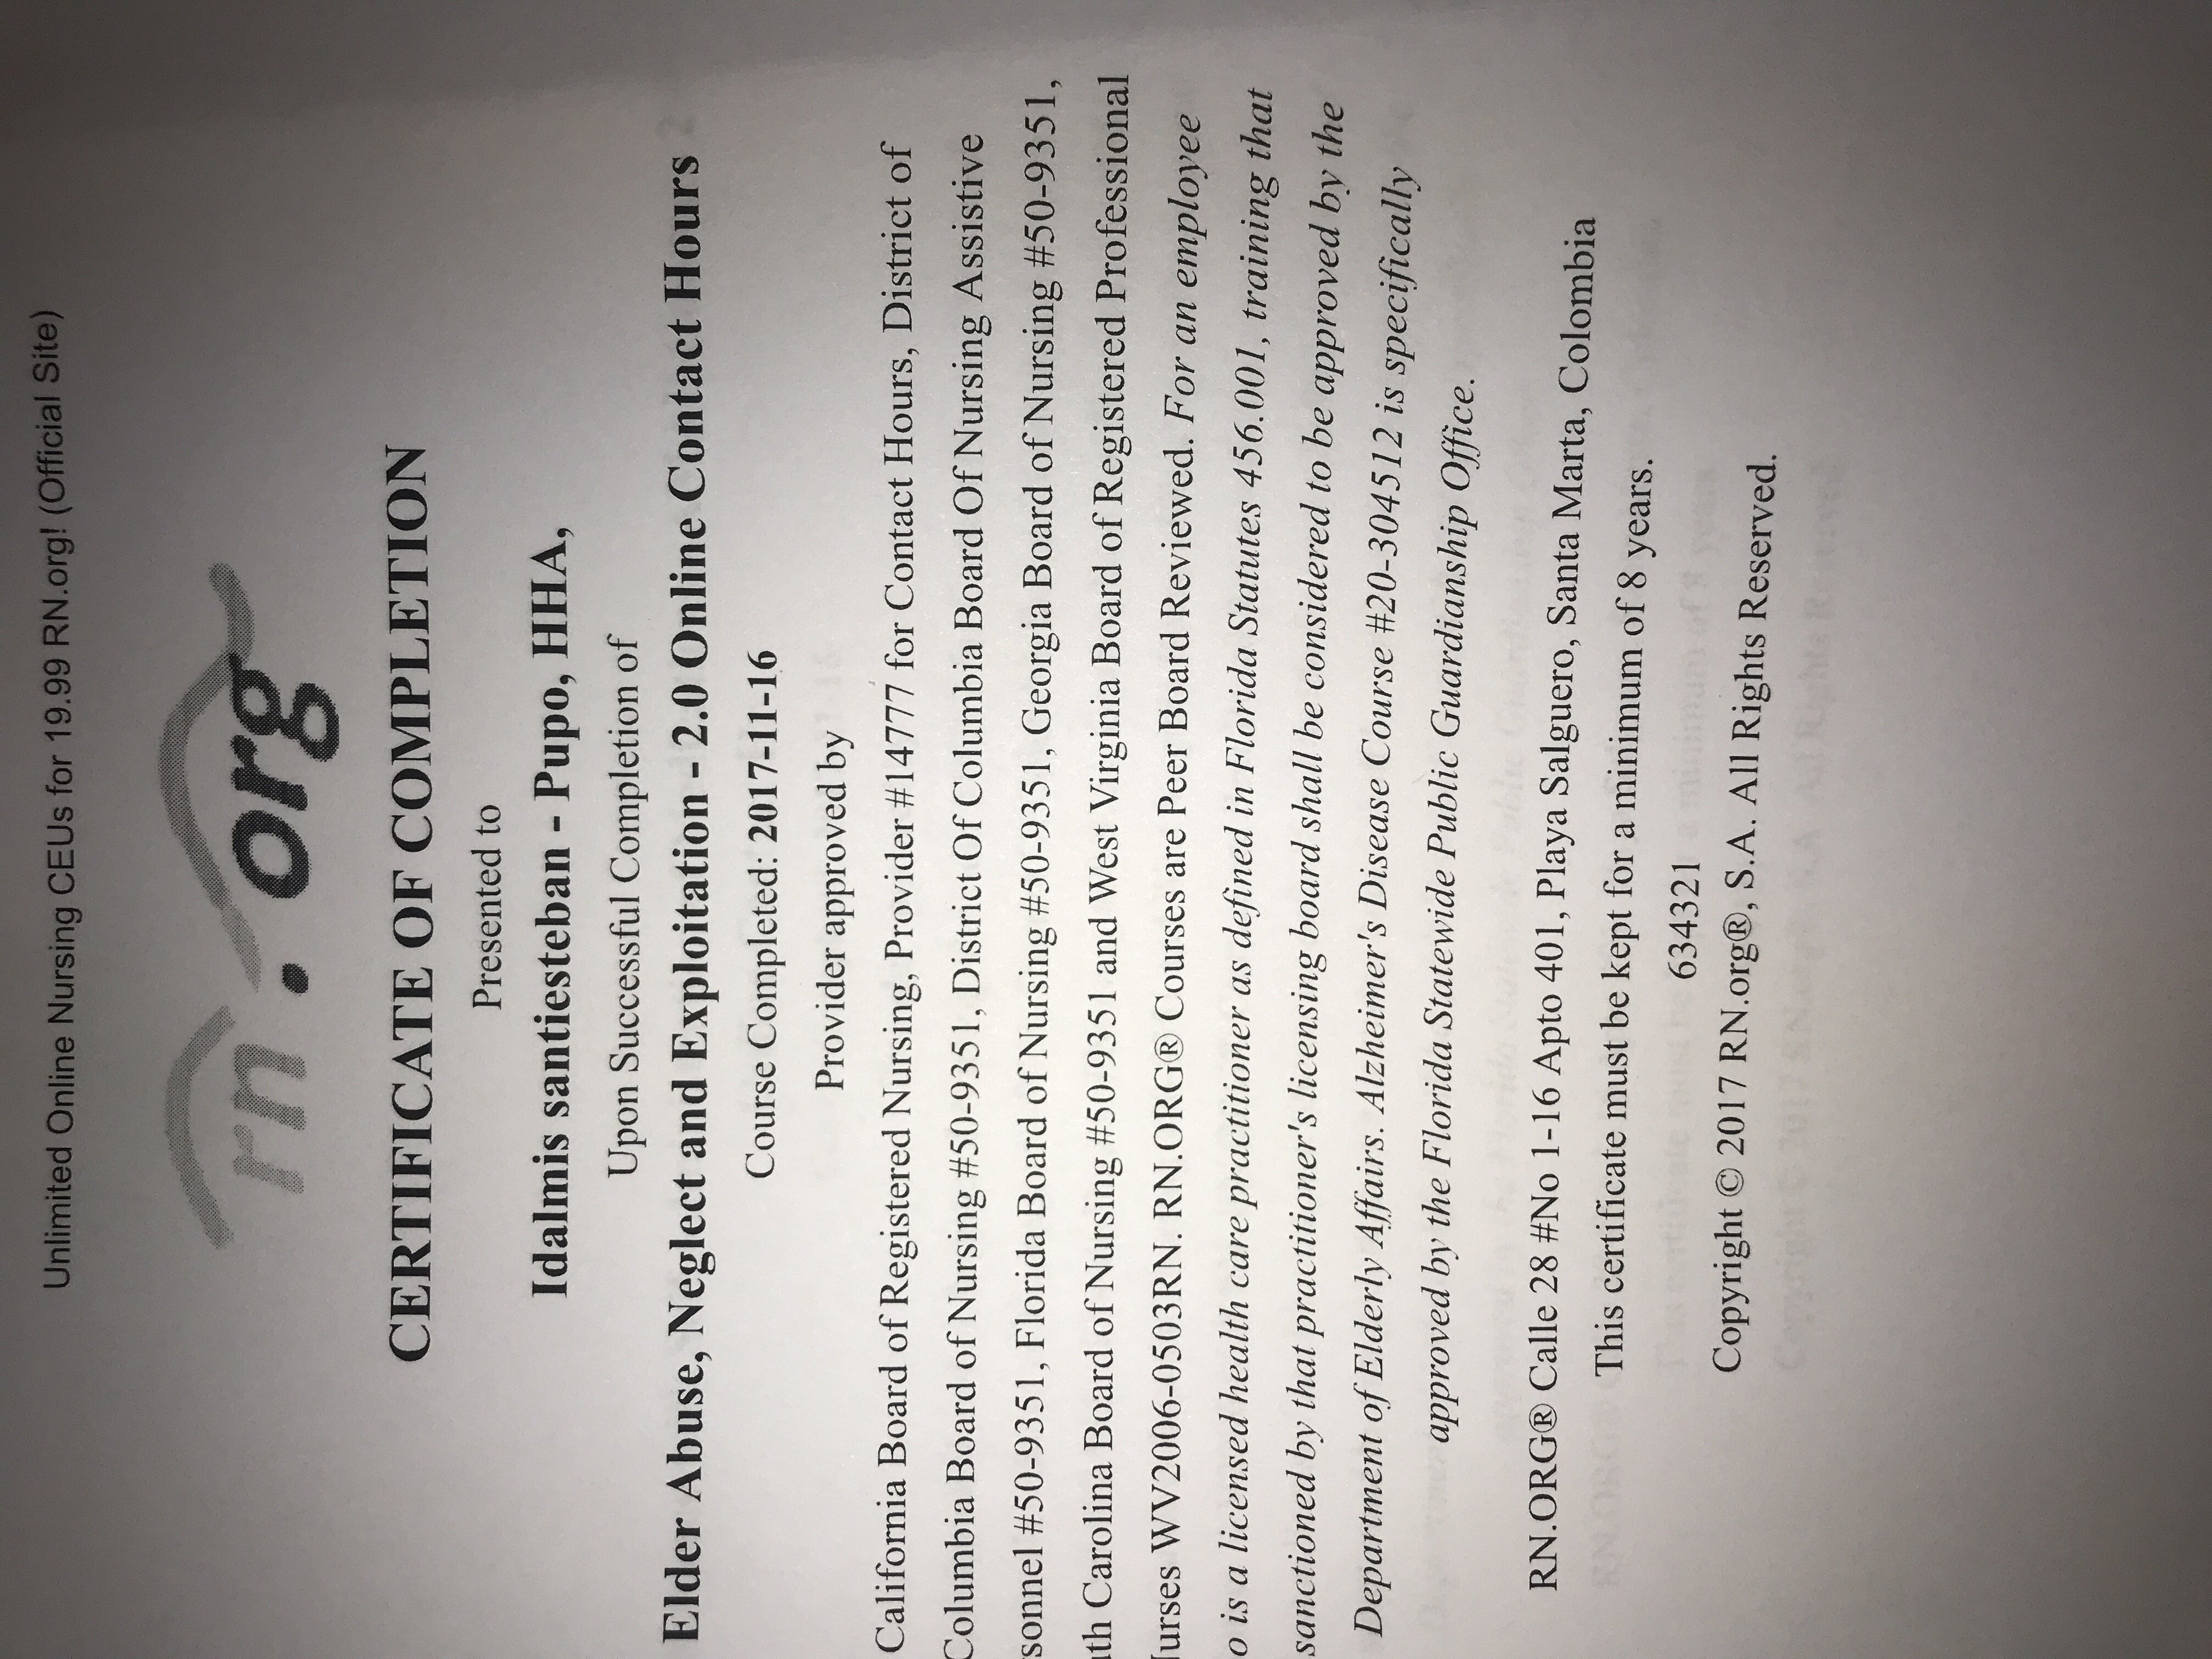 Unlimited Online Nursing CEUs for 19.99 RN.org! (Official Site)
rn.org
CERTIFICATE OF COMPLETION
Presented to
Idalmis santiesteban - Pupo, HHA,
Upon Successful Completion of
Elder Abuse, Neglect and Exploitation - 2.0 Online Contact Hours
Course Completed: 2017-11-16
Provider approved by
California Board of Registered Nursing, Provider #14777 for Contact Hours, District of
Columbia Board of Nursing #50-9351, District Of Columbia Board Of Nursing Assistive
sonnel #50-9351, Florida Board of Nursing #50-9351, Georgia Board of Nursing #50-9351,
th Carolina Board of Nursing #50-9351 and West Virginia Board of Registered Professional
urses WV2006-0503RN. RN.ORG® Courses are Peer Board Reviewed. For an employee
o is a licensed health care practitioner as defined in Florida Statutes 456.001, training that
sanctioned by that practitioner's licensing board shall be considered to be approved by the
Department of Elderly Affairs. Alzheimer's Disease Course #20-304512 is specifically
approved by the Florida Statewide Public Guardianship Office.
RN.ORG® Calle 28 #No 1-16 Apto 401, Playa Salguero, Santa Marta, Colombia
This certificate must be kept for a minimum of 8 years.
634321
Copyright © 2017 RN.org®, S.A. All Rights Reserved.